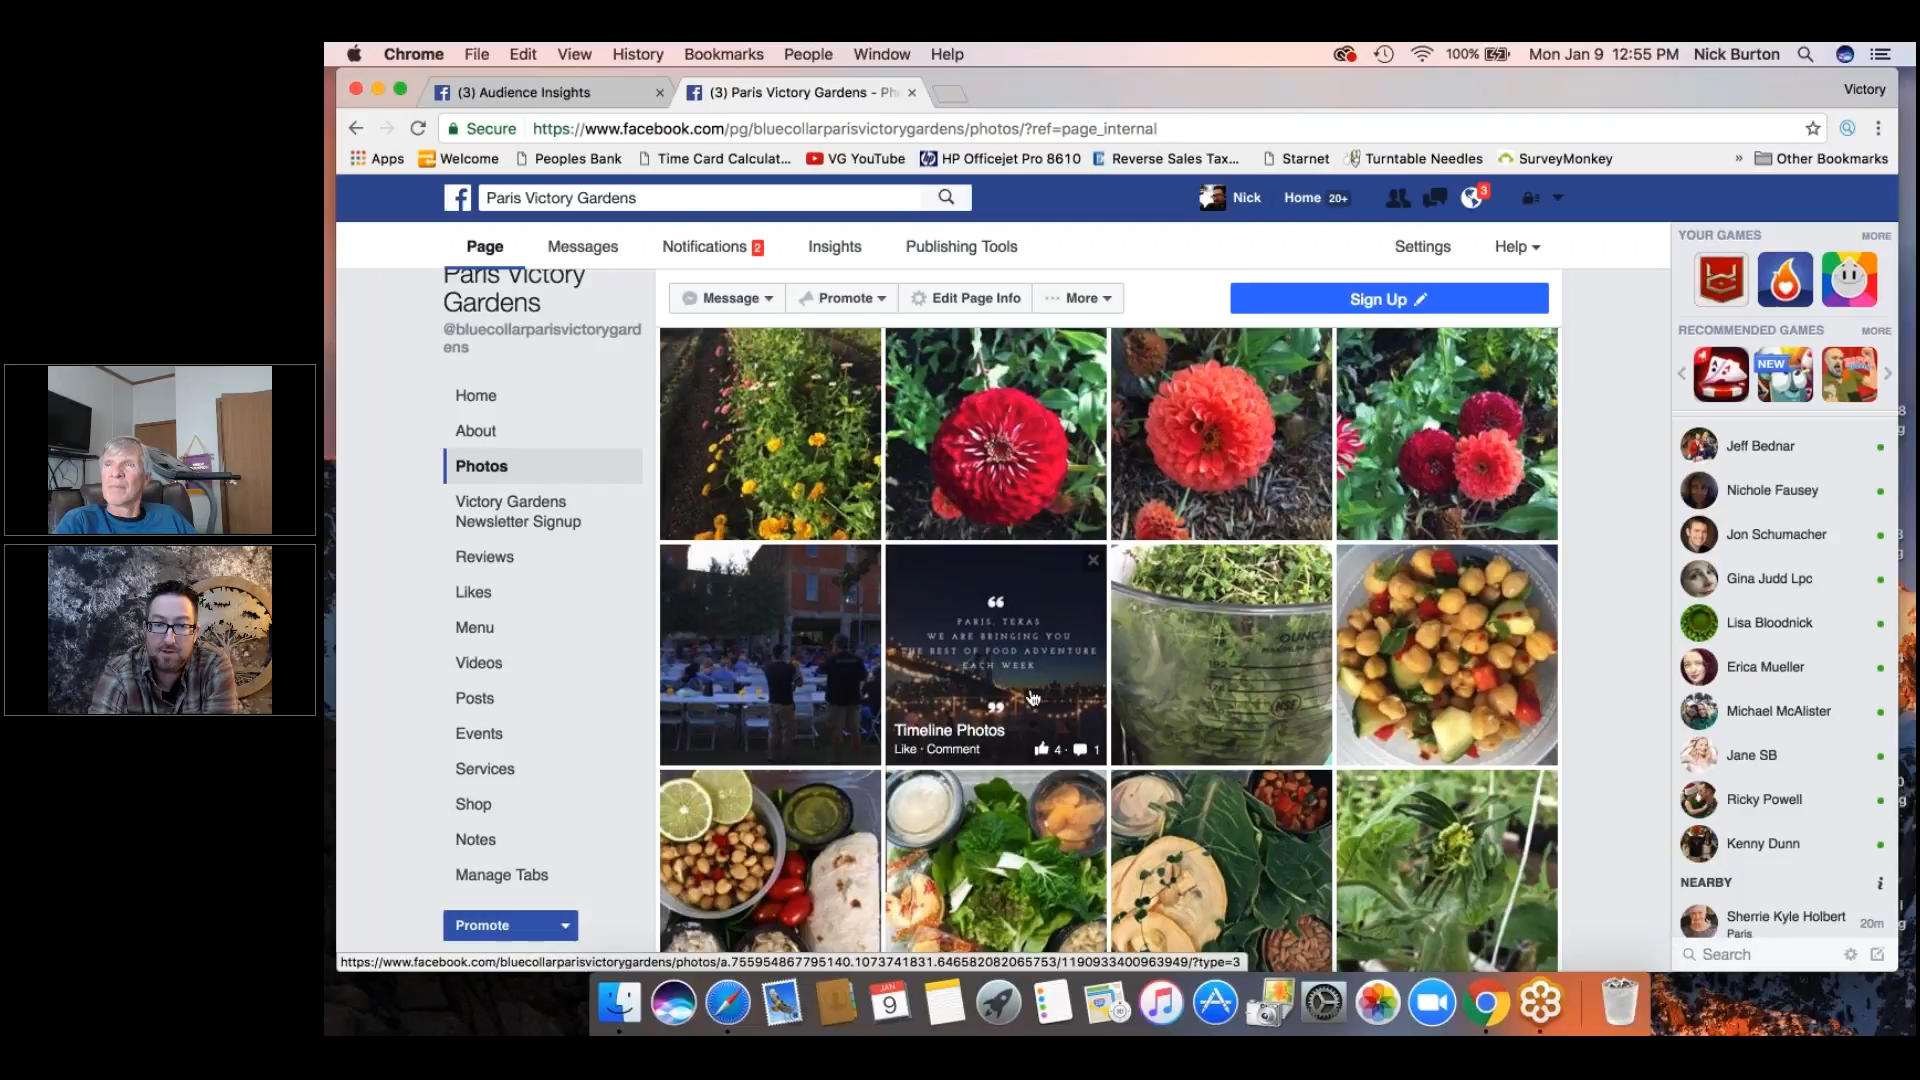 Chrome File Edit View History Bookmarks People Window Help
100% Mon Jan 9 12:55 PM Nick Burton
(3) Audience Insights
(3) Paris Victory Gardens - Ph
Victory
Secure https://www.facebook.com/pg/bluecollarparisvictorygardens/photos/?ref=page_internal
Apps Welcome Peoples Bank Time Card Calculat... VG YouTube HP Officejet Pro 8610 Reverse Sales Tax... Starnet Turntable Needles SurveyMonkey » Other Bookmarks
Paris Victory Gardens
Nick Home 20+ 3
Page Messages Notifications 2 Insights Publishing Tools Settings Help
Paris Victory
Gardens
@bluecollarparisvictorygard
ens
Message Promote Edit Page Info More
Sign Up
Home
About
Photos
Victory Gardens
Newsletter Signup
Reviews
Likes
Menu
Videos
Posts
Events
Services
Shop
Notes
Manage Tabs
Promote
“
PARIS, TEXAS
WE ARE BRINGING YOU
THE BEST OF FOOD ADVENTURE
EACH WEEK
”
Timeline Photos
Like · Comment 4 · 1
OUNCES
192
NSF
YOUR GAMES MORE
RECOMMENDED GAMES MORE
NEW
Jeff Bednar
Nichole Fausey
Jon Schumacher
Gina Judd Lpc
Lisa Bloodnick
Erica Mueller
Michael McAlister
Jane SB
Ricky Powell
Kenny Dunn
NEARBY
Sherrie Kyle Holbert 20m
Paris
Search
https://www.facebook.com/bluecollarparisvictorygardens/photos/a.755954867795140.1073741831.646582082065753/1190933400963949/?type=3
JAN
9